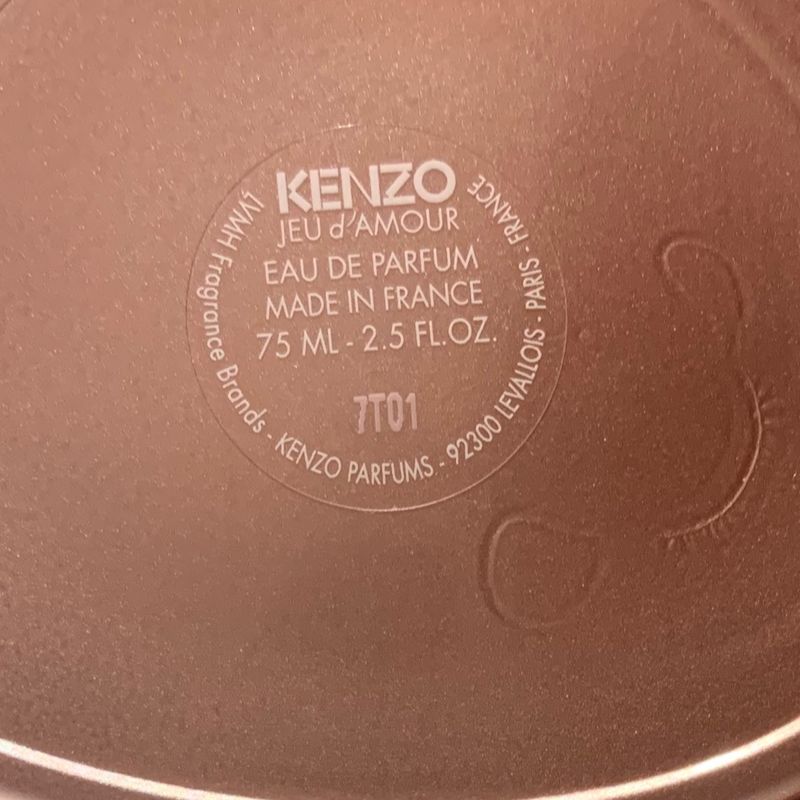 KENZO
JEU d'AMOUR
EAU DE PARFUM
MADE IN FRANCE
75 ML - 2.5 FL.OZ.
7T01
LVMH Fragrance Brands - KENZO PARFUMS - 92300 LEVALLOIS - PARIS - FRANCE